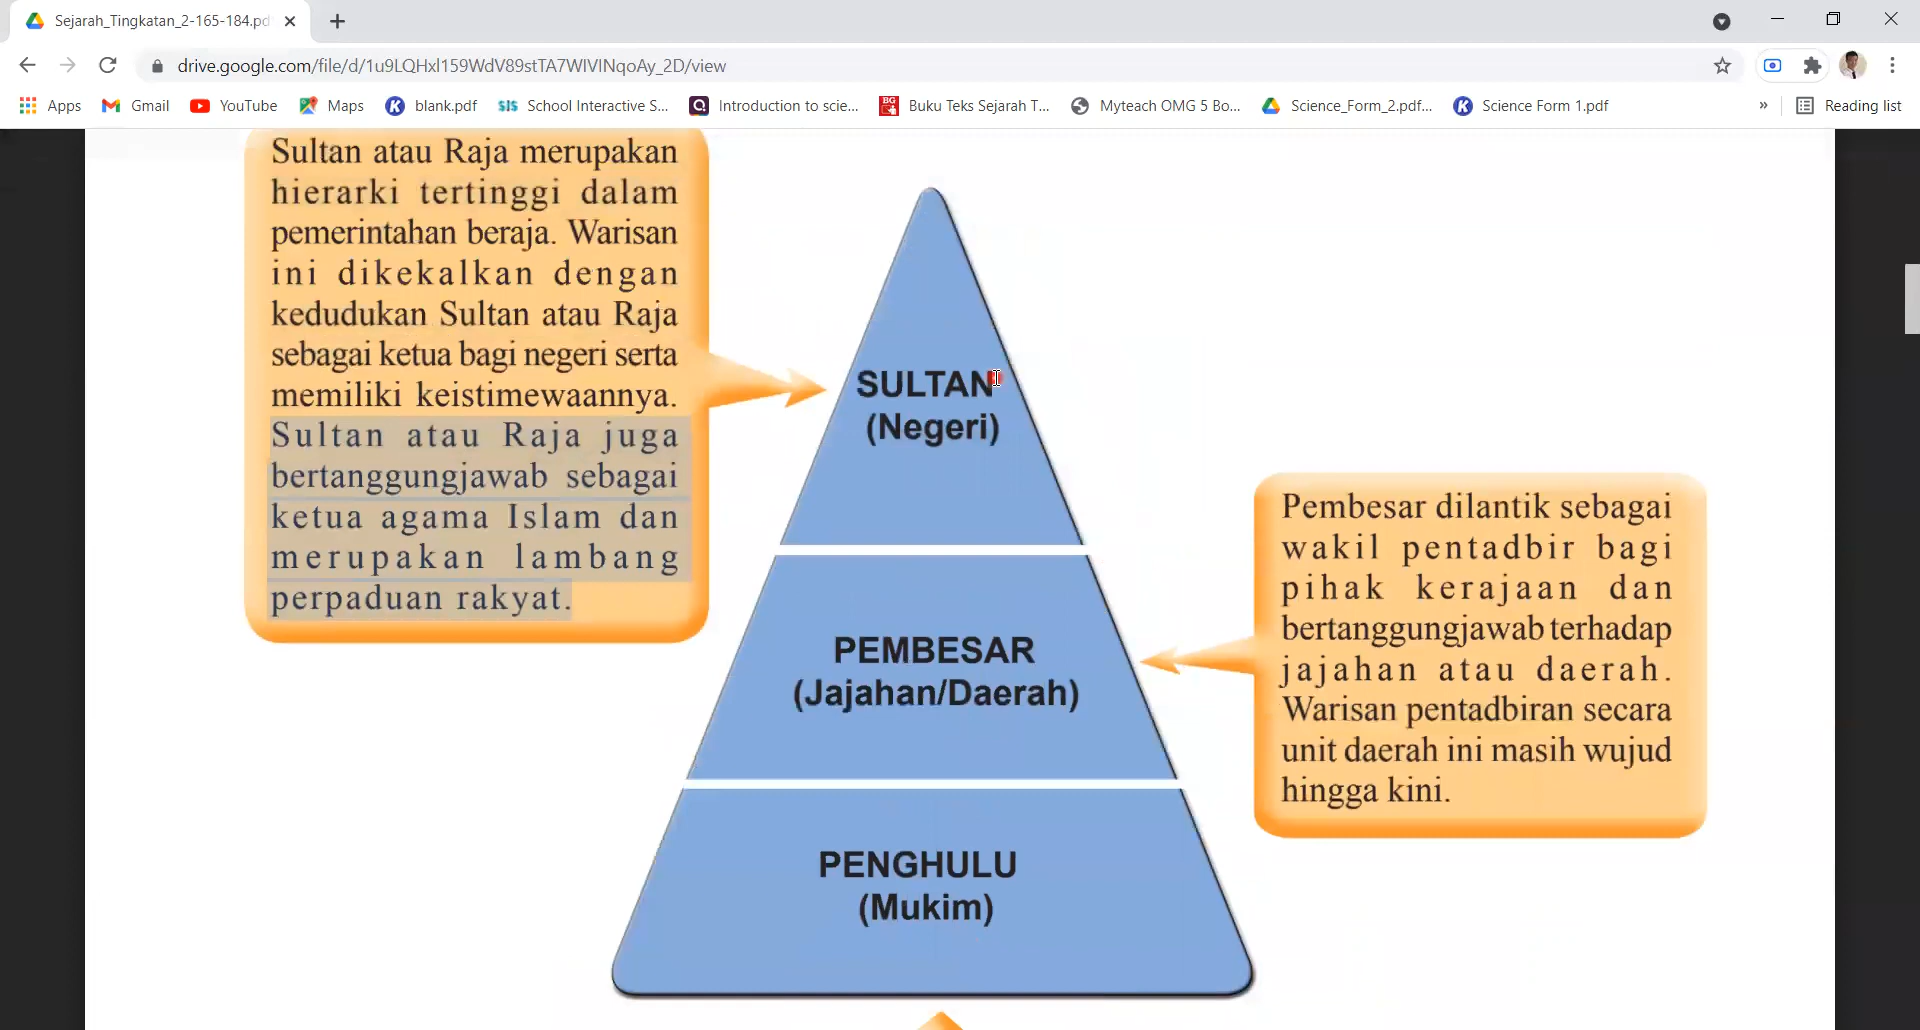 Sejarah_Tingkatan_2-165-184.pd
drive.google.com/file/d/1u9LQHxl159WdV89stTA7WIVINqoAy_2D/view
Apps
Gmail
YouTube
Maps
blank.pdf
SIS School Interactive S...
Introduction to scie...
BG Buku Teks Sejarah T...
Myteach OMG 5 Bo...
Science_Form_2.pdf...
Science Form 1.pdf
»
Reading list
Sultan atau Raja merupakan
hierarki tertinggi dalam
pemerintahan beraja. Warisan
ini dikekalkan dengan
kedudukan Sultan atau Raja
sebagai ketua bagi negeri serta
memiliki keistimewaannya.
Sultan atau Raja juga
bertanggungjawab sebagai
ketua agama Islam dan
merupakan lambang
perpaduan rakyat.
SULTAN
(Negeri)
Pembesar dilantik sebagai
wakil pentadbir bagi
pihak kerajaan dan
bertanggungjawab terhadap
jajahan atau daerah.
Warisan pentadbiran secara
unit daerah ini masih wujud
hingga kini.
PEMBESAR
(Jajahan/Daerah)
PENGHULU
(Mukim)